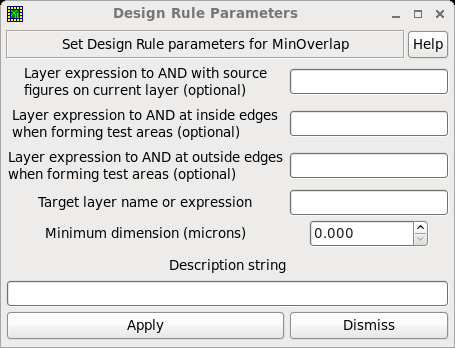 Design Rule Parameters
Set Design Rule parameters for MinOverlap
Help
Layer expression to AND with source
figures on current layer (optional)
Layer expression to AND at inside edges
when forming test areas (optional)
Layer expression to AND at outside edges
when forming test areas (optional)
Target layer name or expression
Minimum dimension (microns)
0.000
Description string
Apply
Dismiss